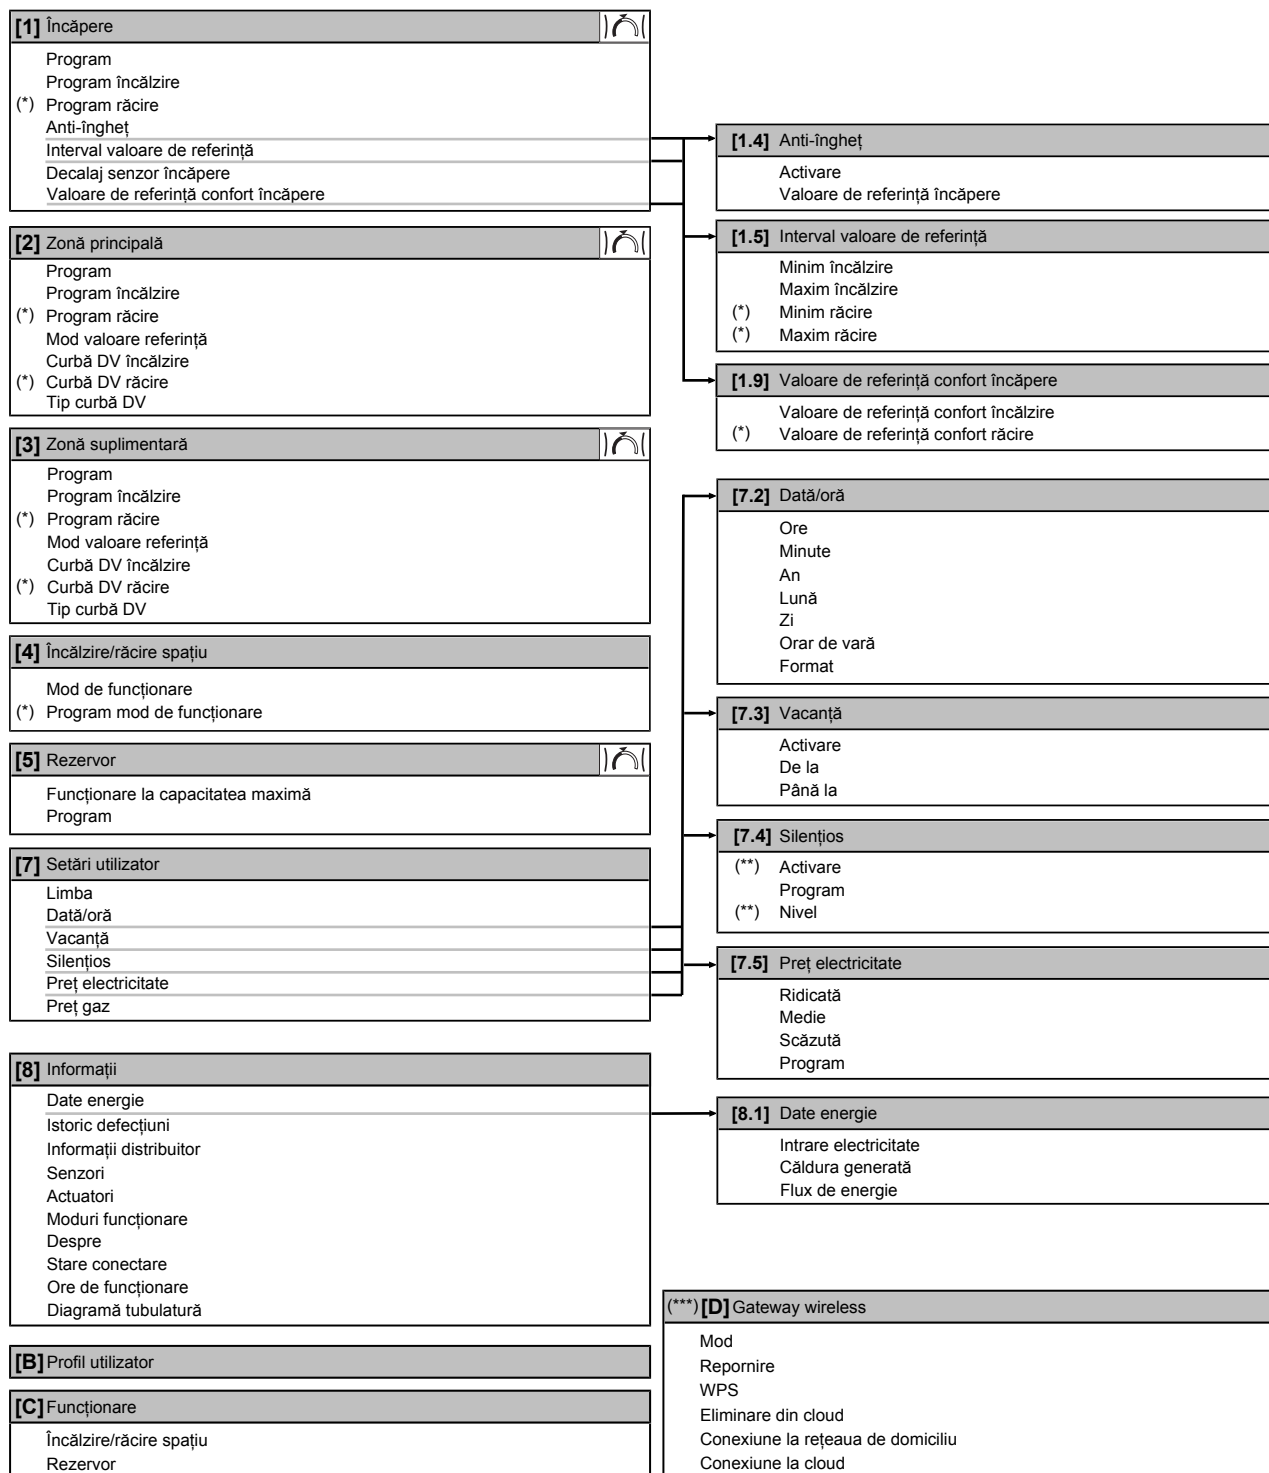 [1] Încăpere
Program
Program încălzire
(*) Program răcire
Anti-îngheț
Interval valoare de referință
Decalaj senzor încăpere
Valoare de referință confort încăpere
[2] Zonă principală
Program
Program încălzire
(*) Program răcire
Mod valoare referință
Curbă DV încălzire
(*) Curbă DV răcire
Tip curbă DV
[3] Zonă suplimentară
Program
Program încălzire
(*) Program răcire
Mod valoare referință
Curbă DV încălzire
(*) Curbă DV răcire
Tip curbă DV
[4] Încălzire/răcire spațiu
Mod de funcționare
(*) Program mod de funcționare
[5] Rezervor
Funcționare la capacitatea maximă
Program
[7] Setări utilizator
Limba
Dată/oră
Vacanță
Silențios
Preț electricitate
Preț gaz
[8] Informații
Date energie
Istoric defecțiuni
Informații distribuitor
Senzori
Actuatori
Moduri funcționare
Despre
Stare conectare
Ore de funcționare
Diagramă tubulatură
[B] Profil utilizator
[C] Funcționare
Încălzire/răcire spațiu
Rezervor
[1.4] Anti-îngheț
Activare
Valoare de referință încăpere
[1.5] Interval valoare de referință
Minim încălzire
Maxim încălzire
(*) Minim răcire
(*) Maxim răcire
[1.9] Valoare de referință confort încăpere
Valoare de referință confort încălzire
(*) Valoare de referință confort răcire
[7.2] Dată/oră
Ore
Minute
An
Lună
Zi
Orar de vară
Format
[7.3] Vacanță
Activare
De la
Până la
[7.4] Silențios
(**) Activare
Program
(**) Nivel
[7.5] Preț electricitate
Ridicată
Medie
Scăzută
Program
[8.1] Date energie
Intrare electricitate
Căldura generată
Flux de energie
(***) [D] Gateway wireless
Mod
Repornire
WPS
Eliminare din cloud
Conexiune la rețeaua de domiciliu
Conexiune la cloud